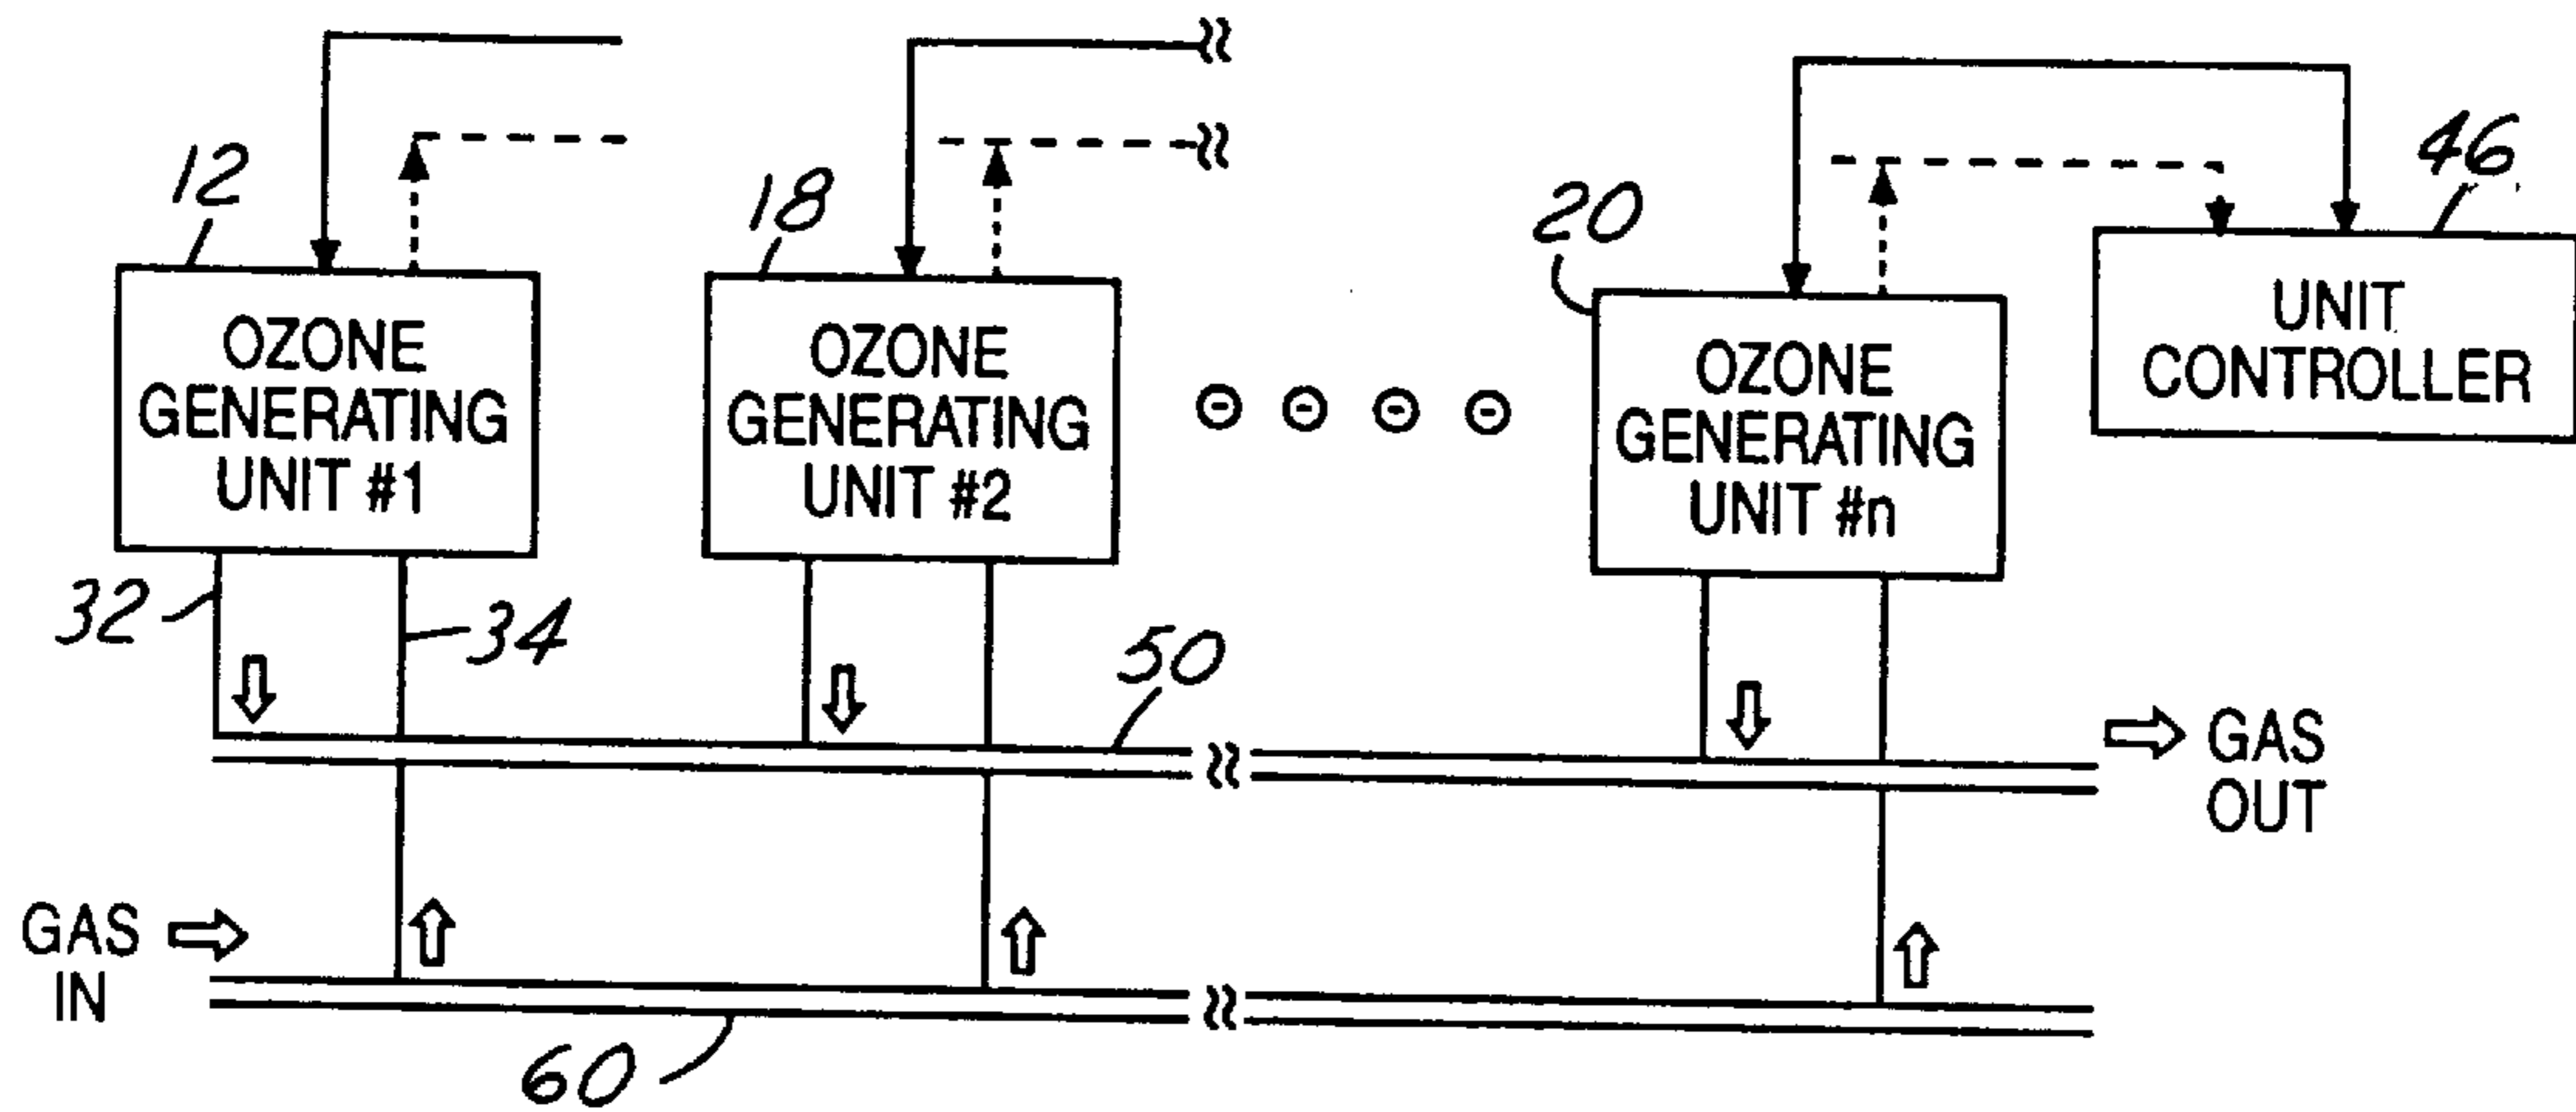 12
18
20
46
OZONE
GENERATING
UNIT #1
OZONE
GENERATING
UNIT #2
OZONE
GENERATING
UNIT #n
UNIT
CONTROLLER
32
34
50
GAS
OUT
GAS
IN
60